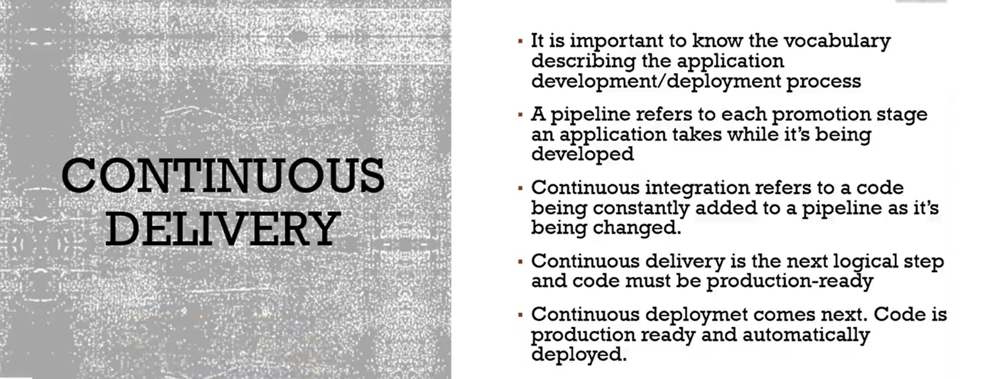 CONTINUOUS
DELIVERY
▪ It is important to know the vocabulary
describing the application
development/deployment process
▪ A pipeline refers to each promotion stage
an application takes while it’s being
developed
▪ Continuous integration refers to a code
being constantly added to a pipeline as it’s
being changed.
▪ Continuous delivery is the next logical step
and code must be production-ready
▪ Continuous deploymet comes next. Code is
production ready and automatically
deployed.